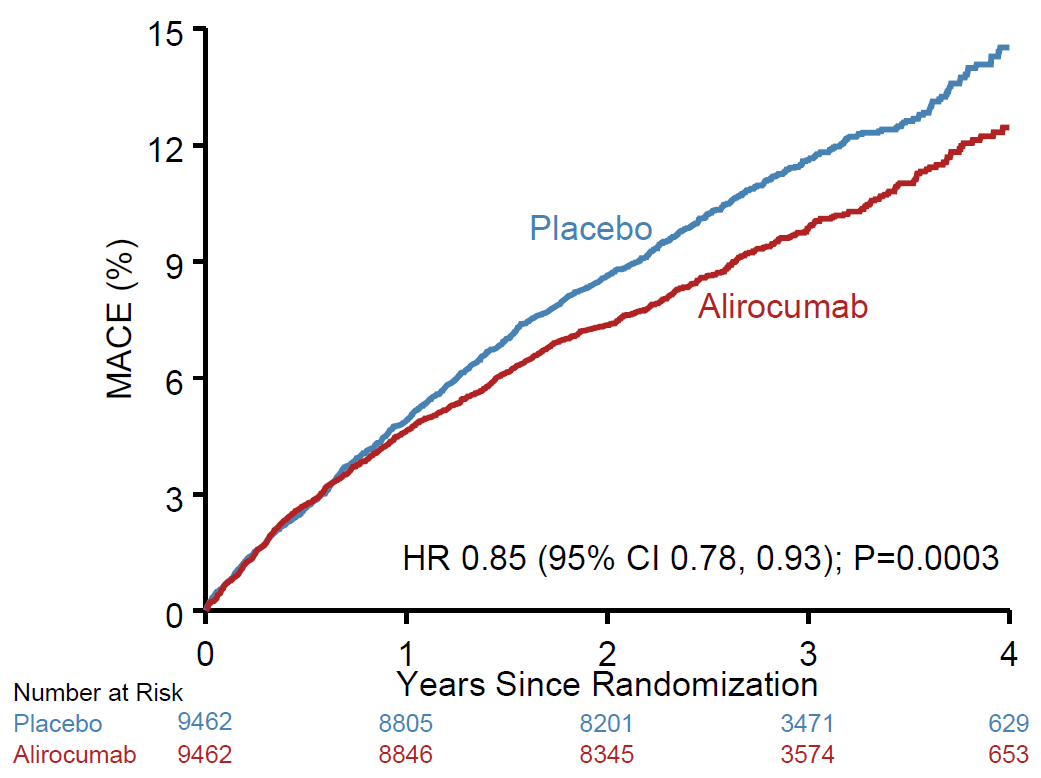 15
12
9
6
3
0
MACE (%)
Placebo
Alirocumab
HR 0.85 (95% CI 0.78, 0.93); P=0.0003
0 1 2 3 4
Years Since Randomization
Number at Risk
Placebo 9462 8805 8201 3471 629
Alirocumab 9462 8846 8345 3574 653